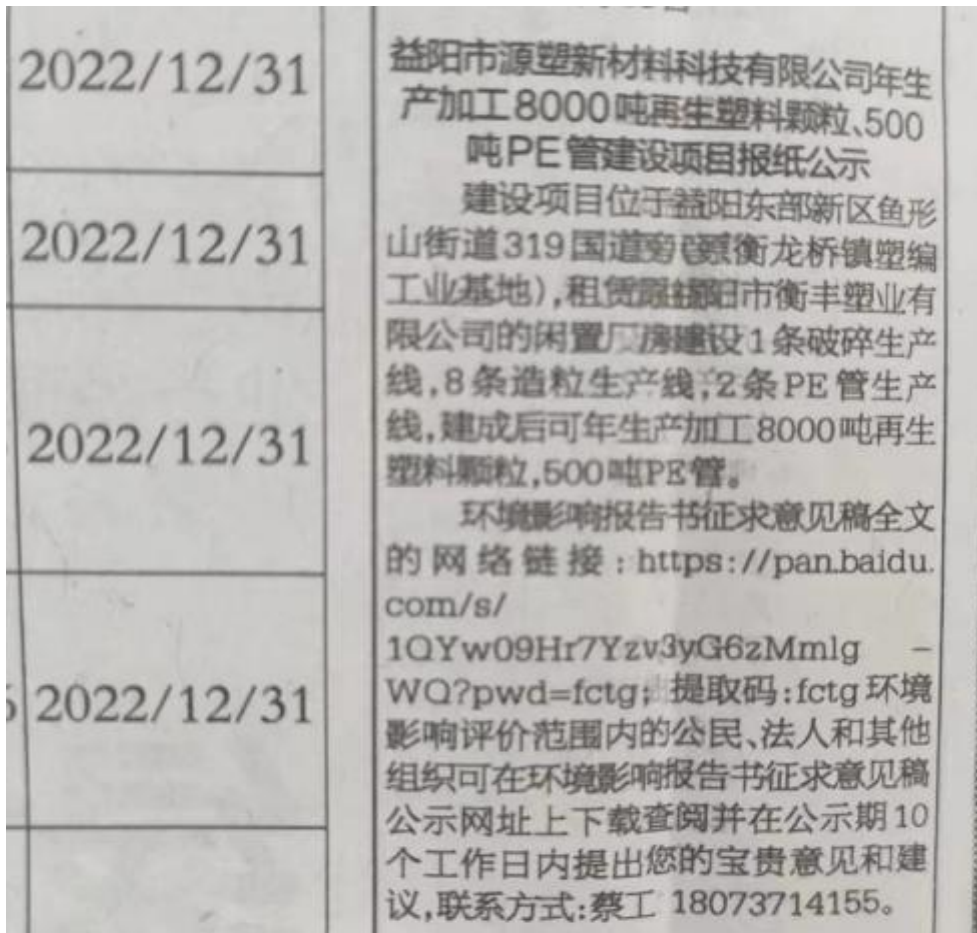 2022/12/31
2022/12/31
2022/12/31
2022/12/31
益阳市源塑新材料科技有限公司年生
产加工8000吨再生塑料颗粒、500
吨PE管建设项目报纸公示
建设项目位于益阳东部新区鱼形
山街道319国道旁(原衡龙桥镇塑编
工业基地),租赁益阳市衡丰塑业有
限公司的闲置厂房建设1条破碎生产
线,8条造粒生产线,2条PE管生产
线,建成后可年生产加工8000吨再生
塑料颗粒,500吨PE管。
环境影响报告书征求意见稿全文
的网络链接:https://pan.baidu.
com/s/
1QYw09Hr7Yzv3yG6zMmlg –
WQ?pwd=fctg;提取码:fctg环境
影响评价范围内的公民、法人和其他
组织可在环境影响报告书征求意见稿
公示网址上下载查阅并在公示期10
个工作日内提出您的宝贵意见和建
议,联系方式:蔡工 18073714155。